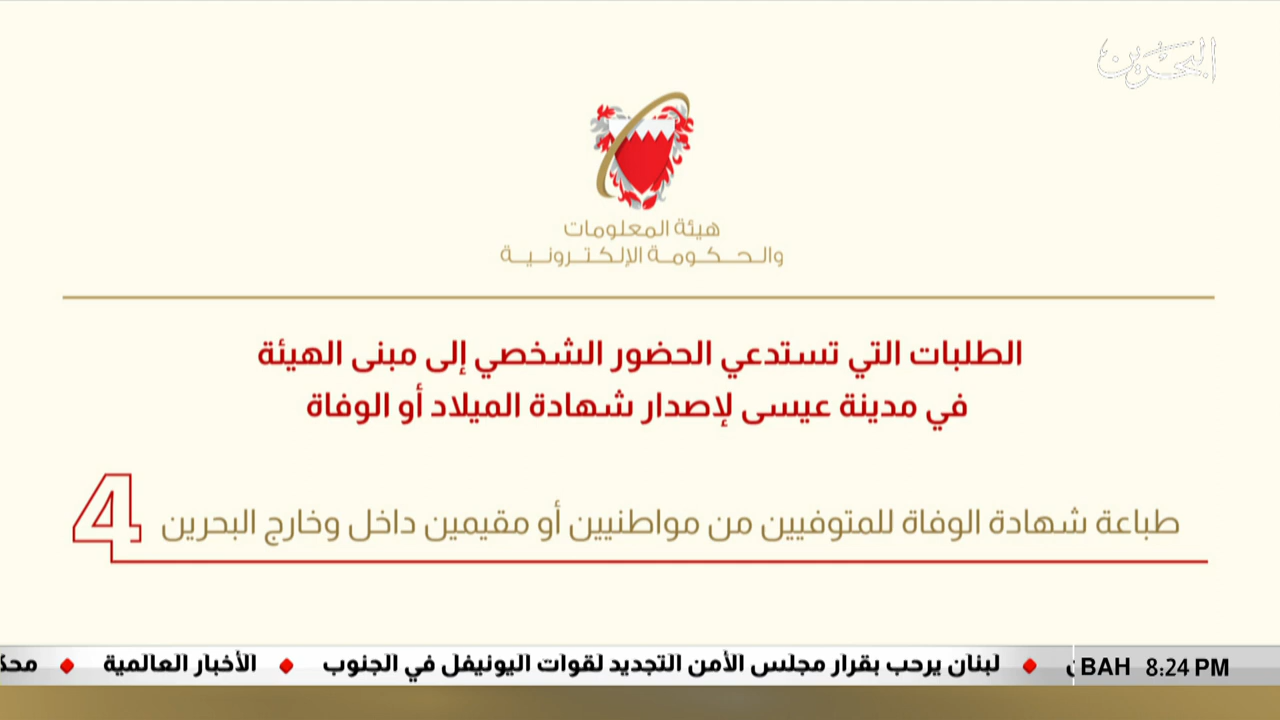 البحرين
هيئة المعلومات
والحكومة الإلكترونية
الطلبات التي تستدعي الحضور الشخصي إلى مبنى الهيئة
في مدينة عيسى لإصدار شهادة الميلاد أو الوفاة
4
طباعة شهادة الوفاة للمتوفيين من مواطنيين أو مقيمين داخل وخارج البحرين
لبنان يرحب بقرار مجلس الأمن التجديد لقوات اليونيفل في الجنوب ♦ الأخبار العالمية ♦
BAH 8:24 PM